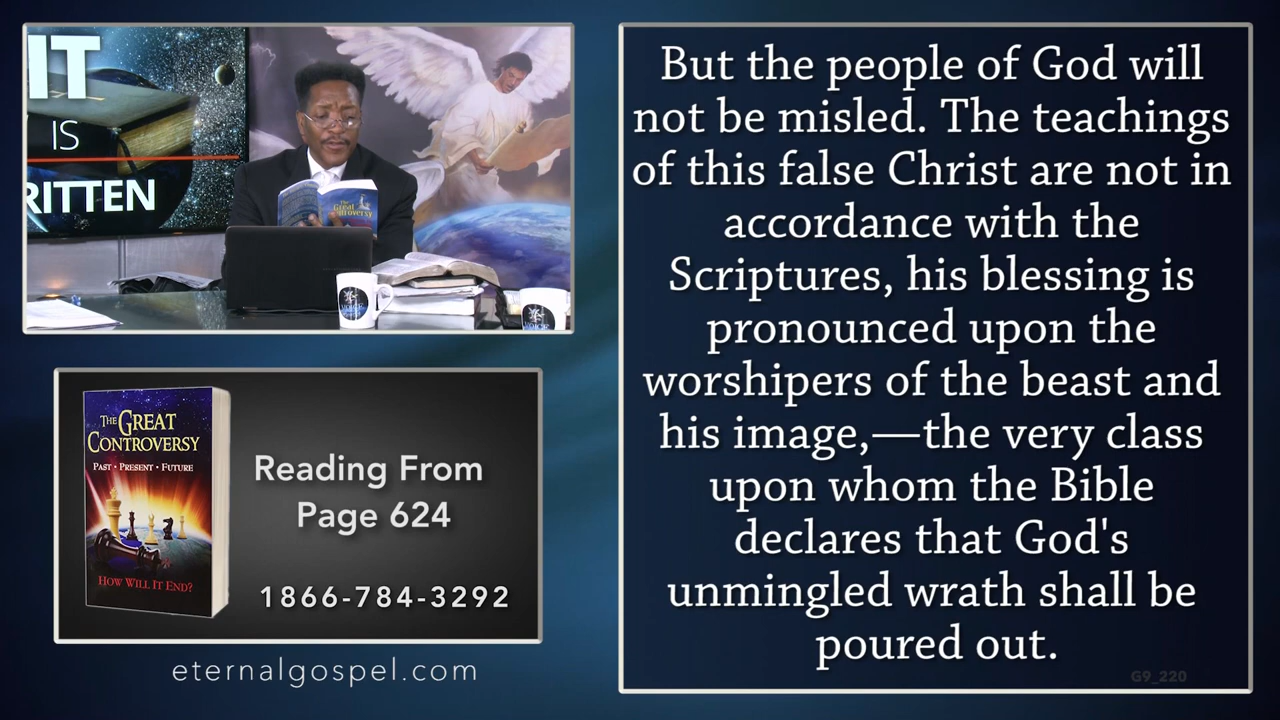 IT
IS
RITTEN
The
Great
Controversy
VOICE
But the people of God will
not be misled. The teachings
of this false Christ are not in
accordance with the
Scriptures, his blessing is
pronounced upon the
worshipers of the beast and
his image,—the very class
upon whom the Bible
declares that God's
unmingled wrath shall be
poured out.
G9_220
THE GREAT
CONTROVERSY
PAST • PRESENT • FUTURE
HOW WILL IT END?
Reading From
Page 624
1866-784-3292
eternalgospel.com